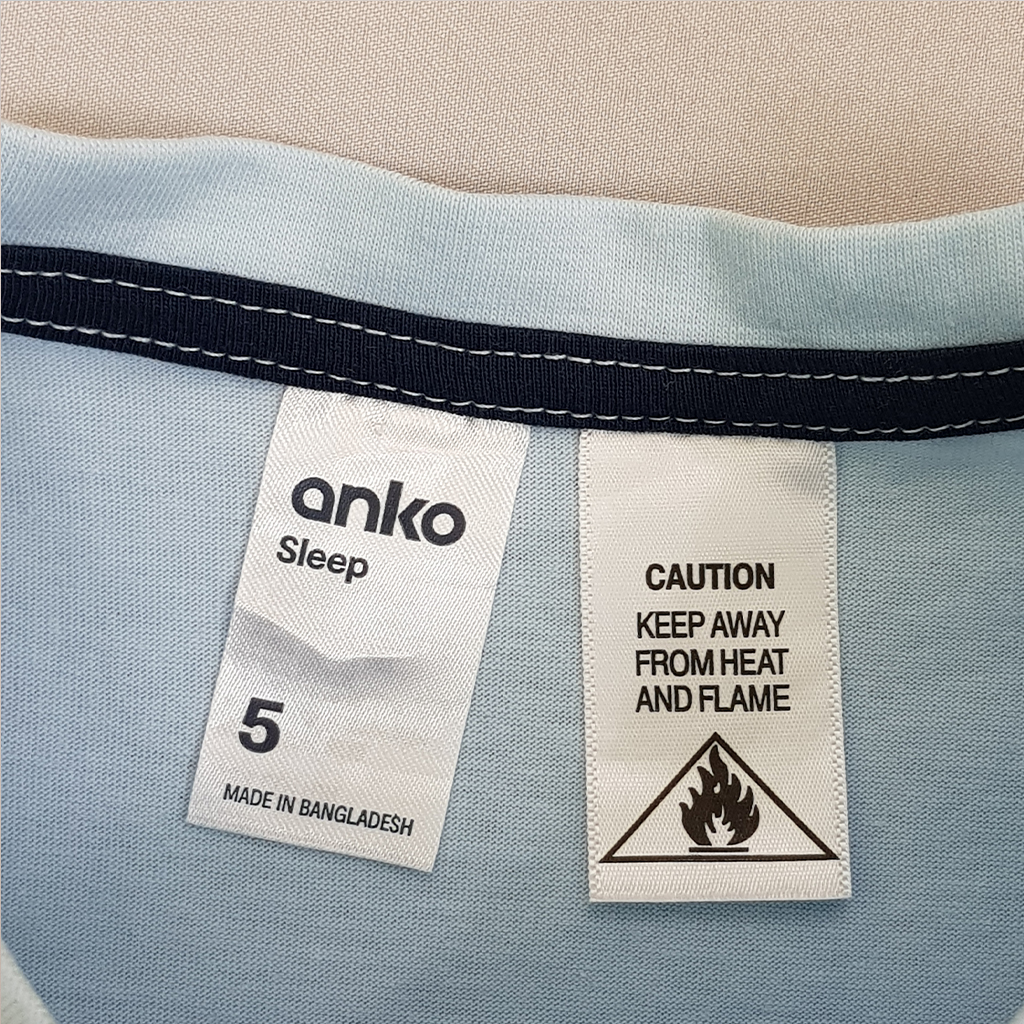 anko
Sleep
5
MADE IN BANGLADESH
CAUTION
KEEP AWAY
FROM HEAT
AND FLAME